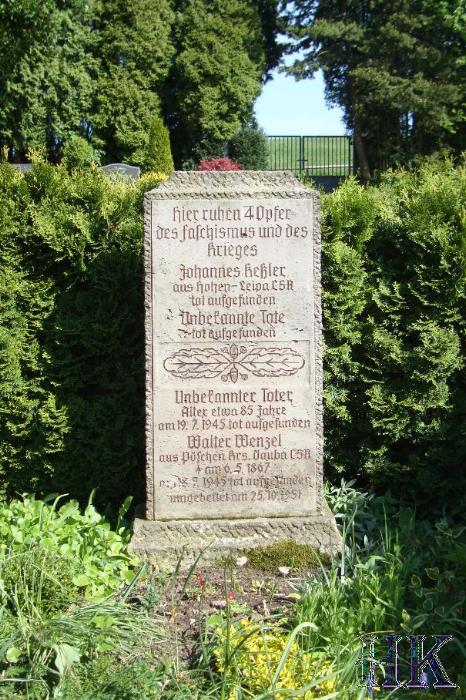 Hier ruhen 4 Opfer
des Faschismus und des
Krieges
Johannes Keßler
aus Hohen-Leipa CSR
tot aufgefunden
Unbekannte Tote
tot aufgefunden
Unbekannter Toter
Alter etwa 85 Jahre
am 19.7.1945 tot aufgefunden
Walter Wenzel
aus Pöschen Krs. Dauba CSR
* am 6.5.1867
tot aufgefunden
umgebettet am 25.10.1951
HK